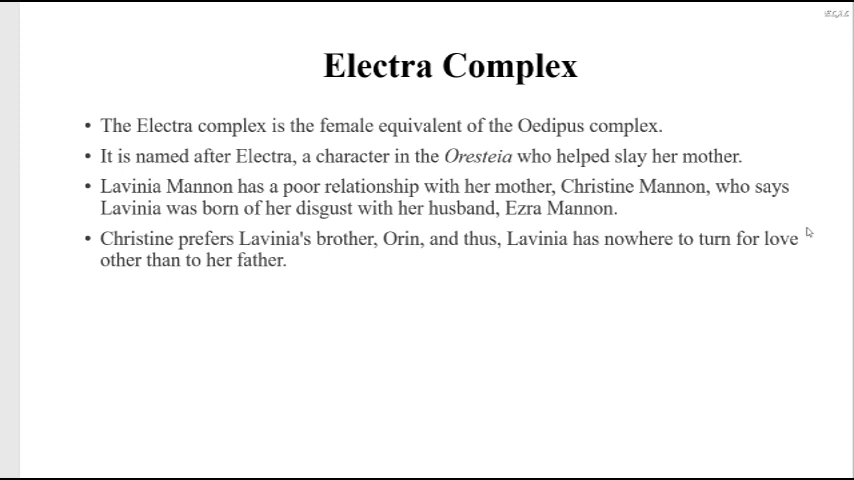 Electra Complex
• The Electra complex is the female equivalent of the Oedipus complex.
• It is named after Electra, a character in the Oresteia who helped slay her mother.
• Lavinia Mannon has a poor relationship with her mother, Christine Mannon, who says
Lavinia was born of her disgust with her husband, Ezra Mannon.
• Christine prefers Lavinia's brother, Orin, and thus, Lavinia has nowhere to turn for love
other than to her father.